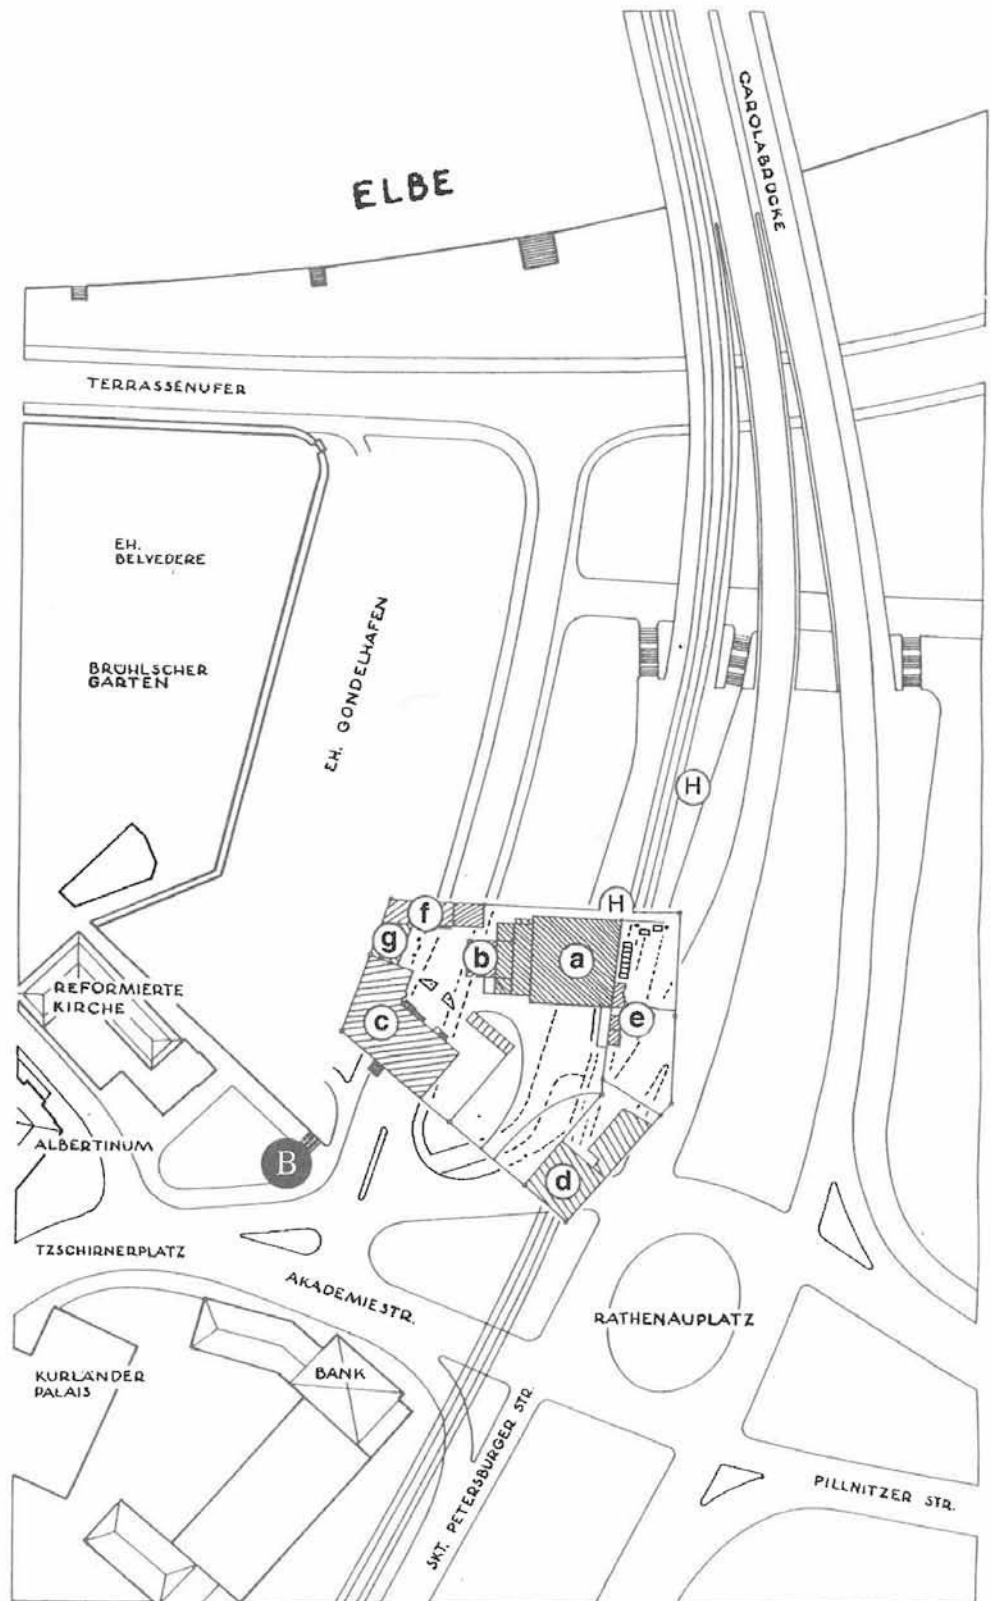 CAROLABRÜCKE
ELBE
TERRASSENUFER
EH.
BELVEDERE
BRÜHLSCHER
GARTEN
EH. GONDELHAFEN
H
H
f
g
b
a
c
e
REFORMIERTE
KIRCHE
ALBERTINUM
B
d
TZSCHIRNERPLATZ
AKADEMIESTR.
RATHENAUPLATZ
KURLÄNDER
PALAIS
BANK
SKT. PETERSBURGER STR.
PILLNITZER STR.